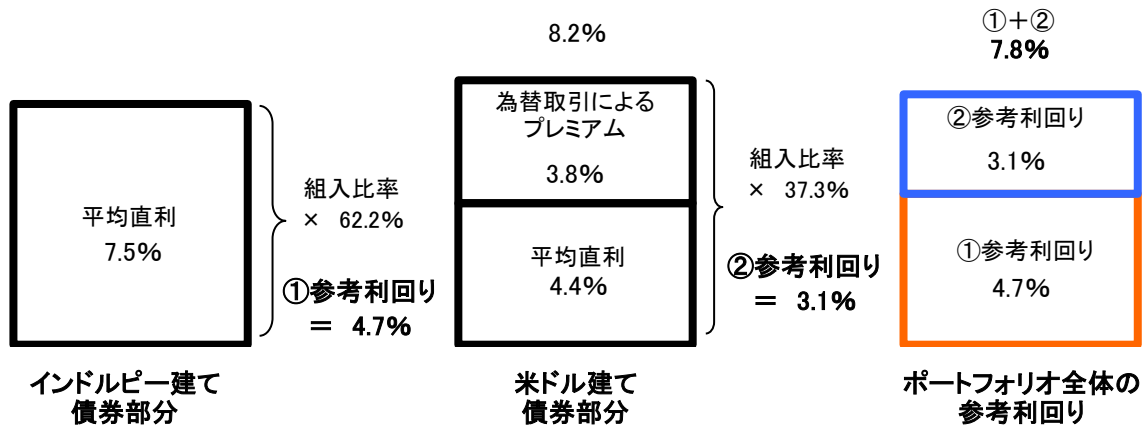 平均直利
7.5%
組入比率
× 62.2%
①参考利回り
＝ 4.7%
インドルピー建て
債券部分
8.2%
為替取引による
プレミアム
3.8%
平均直利
4.4%
組入比率
× 37.3%
②参考利回り
＝ 3.1%
米ドル建て
債券部分
①＋②
7.8%
②参考利回り
3.1%
①参考利回り
4.7%
ポートフォリオ全体の
参考利回り